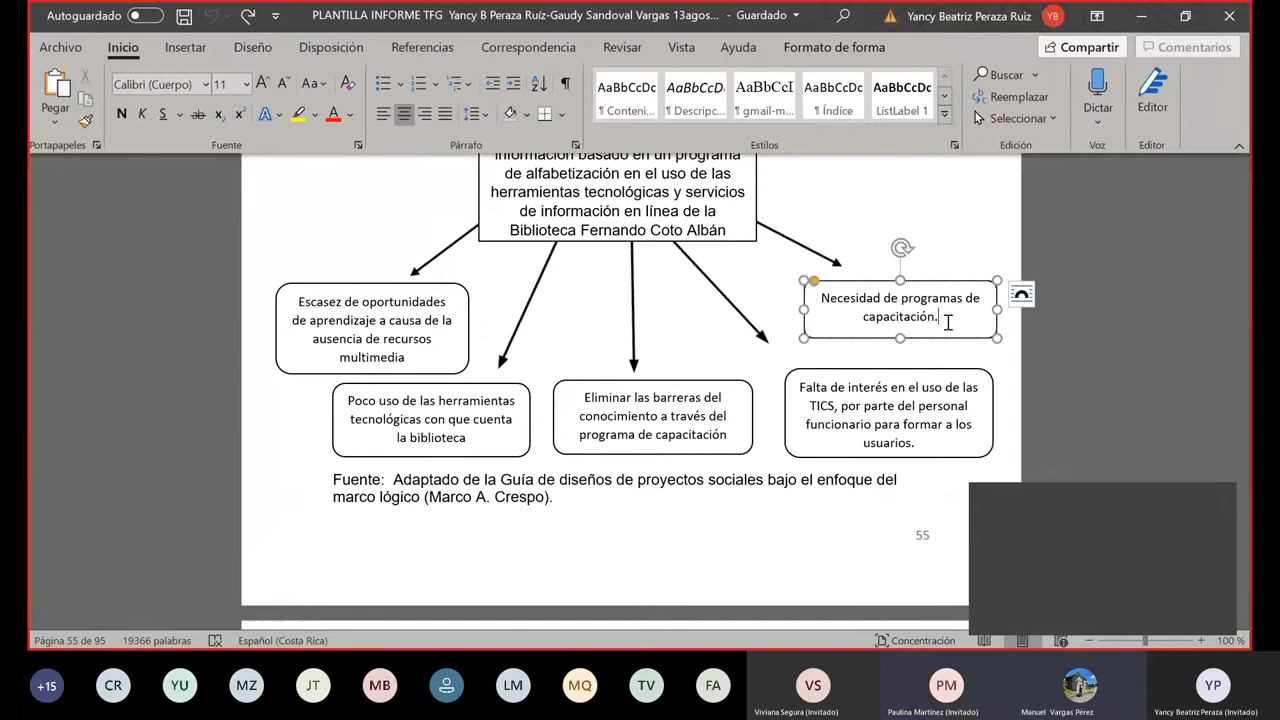 Autoguardado
PLANTILLA INFORME TFG Yancy B Peraza Ruíz-Gaudy Sandoval Vargas 13agos... - Guardado
Yancy Beatriz Peraza Ruiz
YB
Archivo
Inicio
Insertar
Diseño
Disposición
Referencias
Correspondencia
Revisar
Vista
Ayuda
Formato de forma
Compartir
Comentarios
Pegar
Calibri (Cuerpo)
11
Aa
N K S ab x₂ x² A A
AaBbCcDc
AaBbCcD.
AaBbCcI
AaBbCcDc
AaBbCcDc
¶ Conteni...
¶ Descripc...
¶ gmail-m...
¶ Índice
ListLabel 1
Buscar
Reemplazar
Seleccionar
Dictar
Editor
Portapapeles
Fuente
Párrafo
Estilos
Edición
Voz
Editor
información basado en un programa
de alfabetización en el uso de las
herramientas tecnológicas y servicios
de información en línea de la
Biblioteca Fernando Coto Albán
Necesidad de programas de
capacitación.
Escasez de oportunidades
de aprendizaje a causa de la
ausencia de recursos
multimedia
Poco uso de las herramientas
tecnológicas con que cuenta
la biblioteca
Eliminar las barreras del
conocimiento a través del
programa de capacitación
Falta de interés en el uso de las
TICS, por parte del personal
funcionario para formar a los
usuarios.
Fuente: Adaptado de la Guía de diseños de proyectos sociales bajo el enfoque del
marco lógico (Marco A. Crespo).
55
Página 55 de 95
19366 palabras
Español (Costa Rica)
Concentración
100 %
+15
CR
YU
MZ
JT
MB
LM
MQ
TV
FA
VS
PM
YP
Viviana Segura (Invitado)
Paulina Martínez (Invitado)
Manuel Vargas Pérez
Yancy Beatriz Peraza (Invitado)